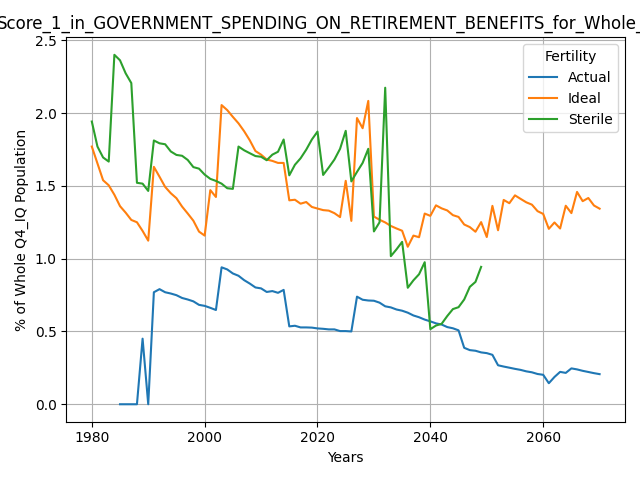 Score_1_in_GOVERNMENT_SPENDING_ON_RETIREMENT_BENEFITS_for_Whole_
Fertility
Actual
Ideal
Sterile
% of Whole Q4_IQ Population
2.5
2.0
1.5
1.0
0.5
0.0
1980 2000 2020 2040 2060
Years